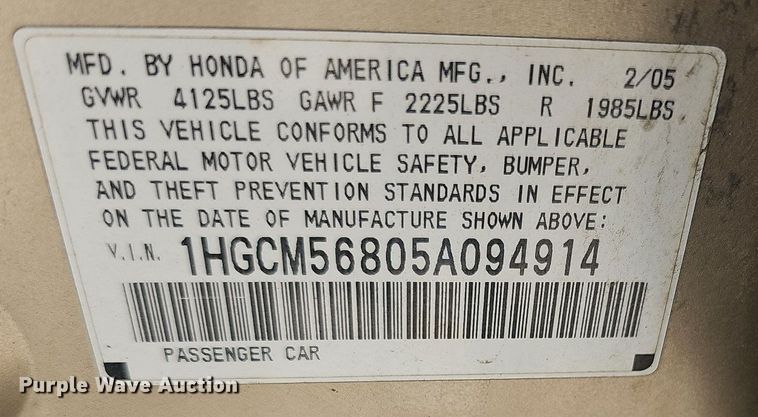 MFD. BY HONDA OF AMERICA MFG., INC. 2/05
GVWR 4125LBS GAWR F 2225LBS R 1985LBS.
THIS VEHICLE CONFORMS TO ALL APPLICABLE
FEDERAL MOTOR VEHICLE SAFETY, BUMPER,
AND THEFT PREVENTION STANDARDS IN EFFECT
ON THE DATE OF MANUFACTURE SHOWN ABOVE:
V.I.N. 1HGCM56805A094914
PASSENGER CAR
Purple Wave Auction